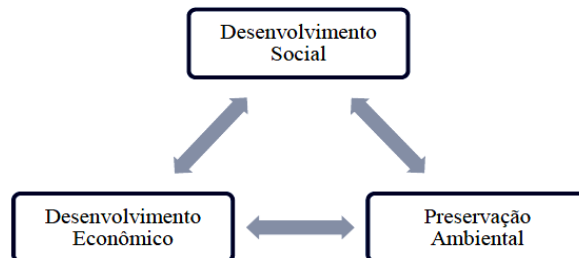 Desenvolvimento
Social
Desenvolvimento
Econômico
Preservação
Ambiental